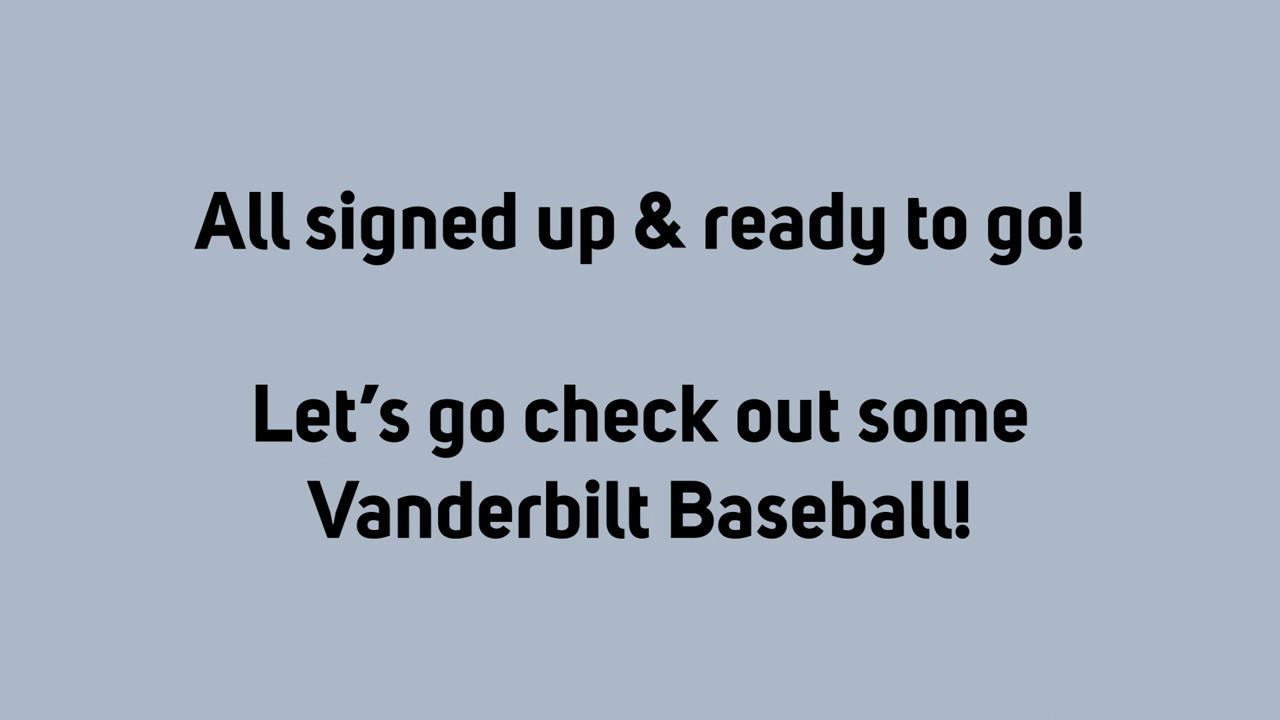 All signed up & ready to go!
Let’s go check out some
Vanderbilt Baseball!